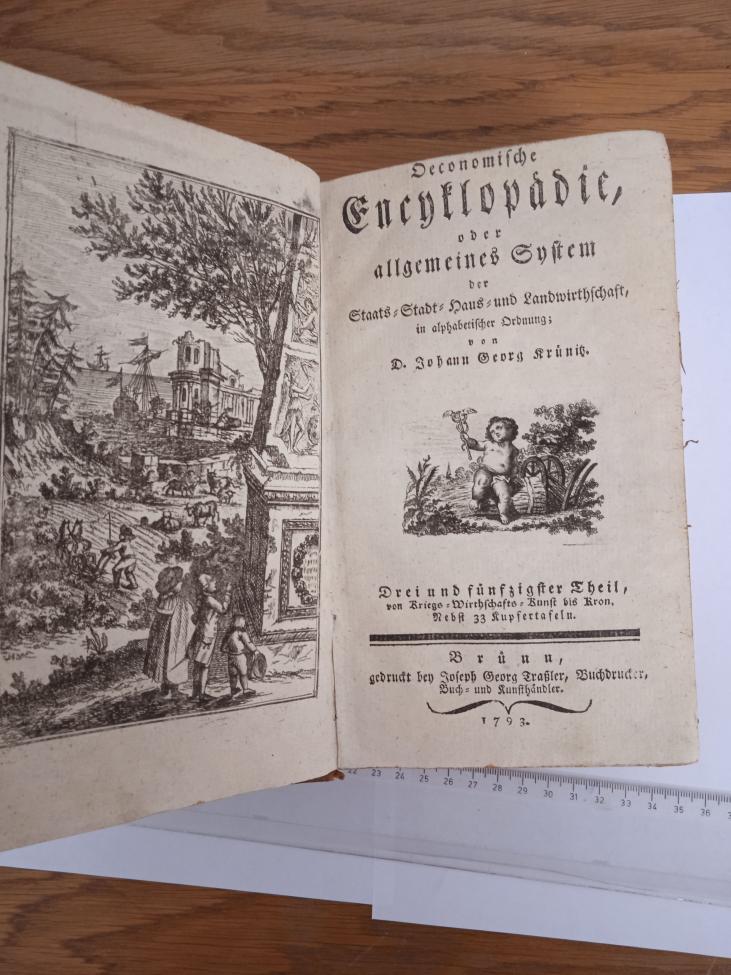 Oeconomische
Encyklopädie,
oder
allgemeines System
der
Staats-Stadt-Haus-und Landwirthschaft,
in alphabetischer Ordnung;
von
D. Johann Georg Krünitz.
Drei und fünfzigster Theil,
von Kriegs-Wirthschafts-Kunst bis Kron.
Nebst 33 Kupfertafeln.
Brünn,
gedruckt bey Joseph Georg Traßler, Buchdrucker,
Buch- und Kunsthändler.
1793.
22 23 24 25 26 27 28 29 30 31 32 33 34 35 36